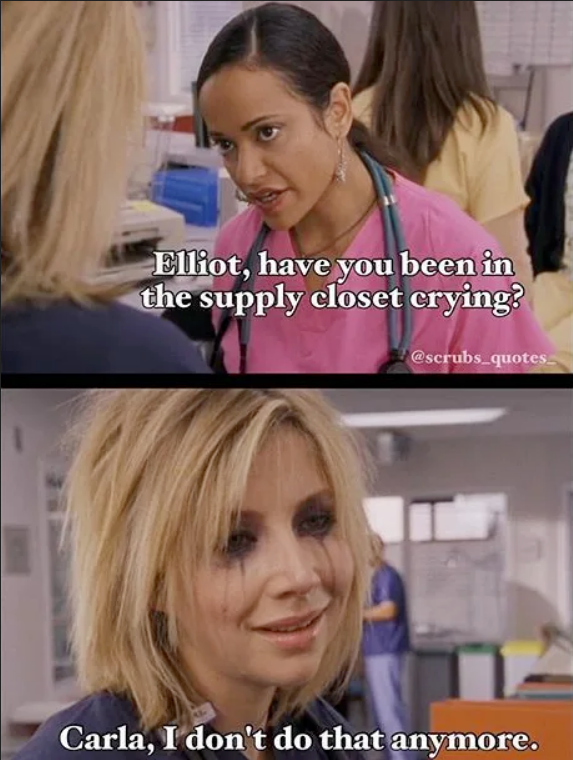 Elliot, have you been in
the supply closet crying?
@scrubs_quotes_
Carla, I don't do that anymore.